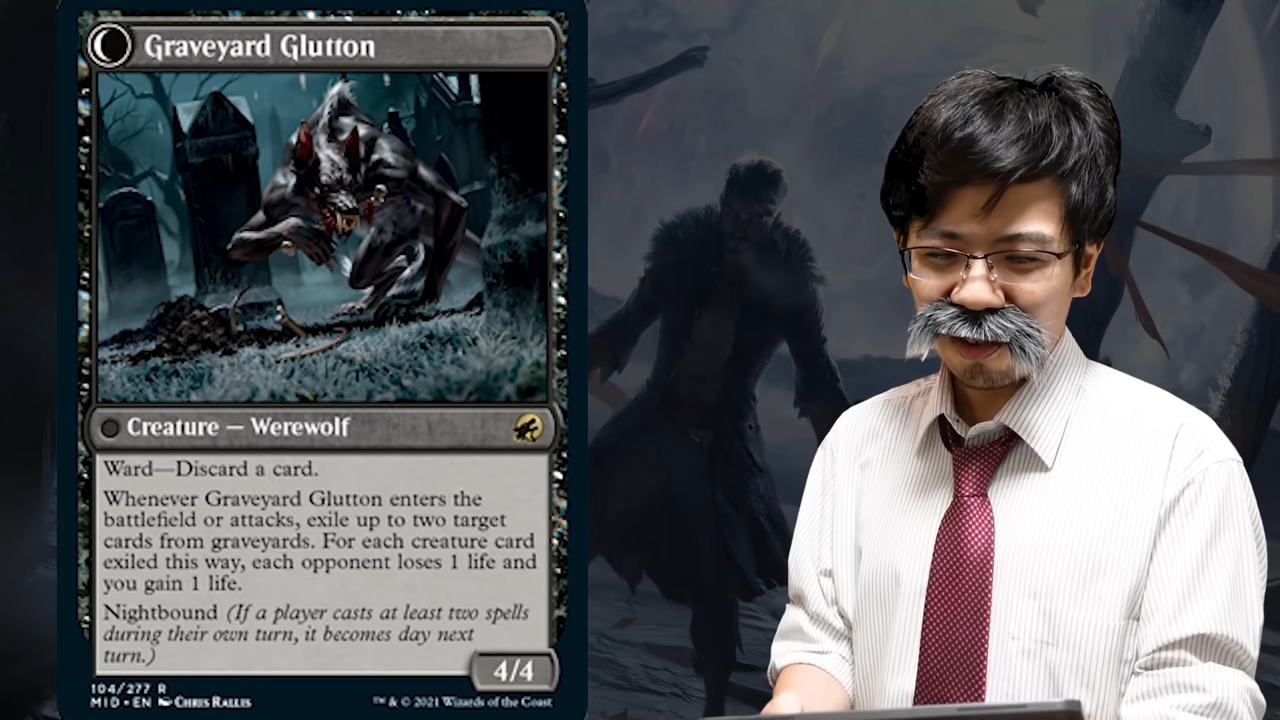 Graveyard Glutton
Creature — Werewolf
Ward—Discard a card.
Whenever Graveyard Glutton enters the
battlefield or attacks, exile up to two target
cards from graveyards. For each creature card
exiled this way, each opponent loses 1 life and
you gain 1 life.
Nightbound (If a player casts at least two spells
during their own turn, it becomes day next
turn.)
4/4
104/277 R
MID • EN CHRIS RALLIS
™ & © 2021 Wizards of the Coast